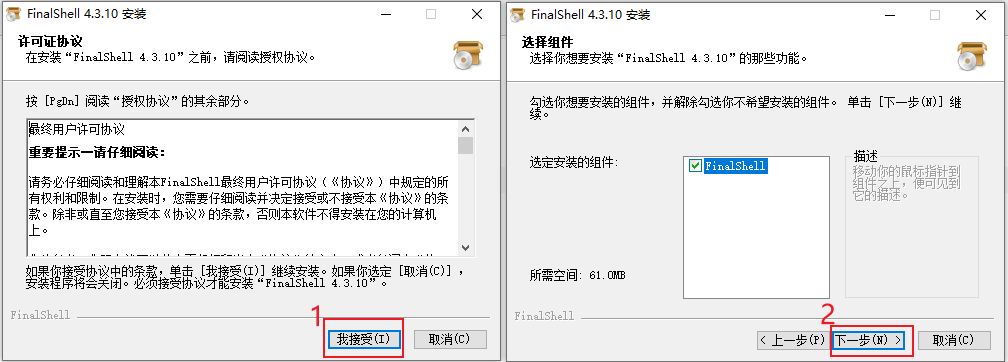 FinalShell 4.3.10 安装
许可证协议
在安装“FinalShell 4.3.10”之前，请阅读授权协议。
按 [PgDn] 阅读“授权协议”的其余部分。
最终用户许可协议
重要提示—请仔细阅读：
请务必仔细阅读和理解本FinalShell最终用户许可协议（《协议》）中规定的所
有权利和限制。在安装时，您需要仔细阅读并决定接受或不接受本《协议》的条
款。除非或直至您接受本《协议》的条款，否则本软件不得安装在您的计算机
上。
如果你接受协议中的条款，单击 [我接受(I)] 继续安装。如果你选定 [取消(C)] ，
安装程序将会关闭。必须接受协议才能安装“FinalShell 4.3.10”。
FinalShell
1
我接受(I)
取消(C)
FinalShell 4.3.10 安装
选择组件
选择你想要安装“FinalShell 4.3.10”的那些功能。
勾选你想要安装的组件，并解除勾选你不希望安装的组件。 单击 [下一步(N)] 继
续。
选定安装的组件:
FinalShell
描述
移动你的鼠标指针到
组件之上，便可见到
它的描述。
所需空间: 61.0MB
FinalShell
2
< 上一步(P)
下一步(N) >
取消(C)